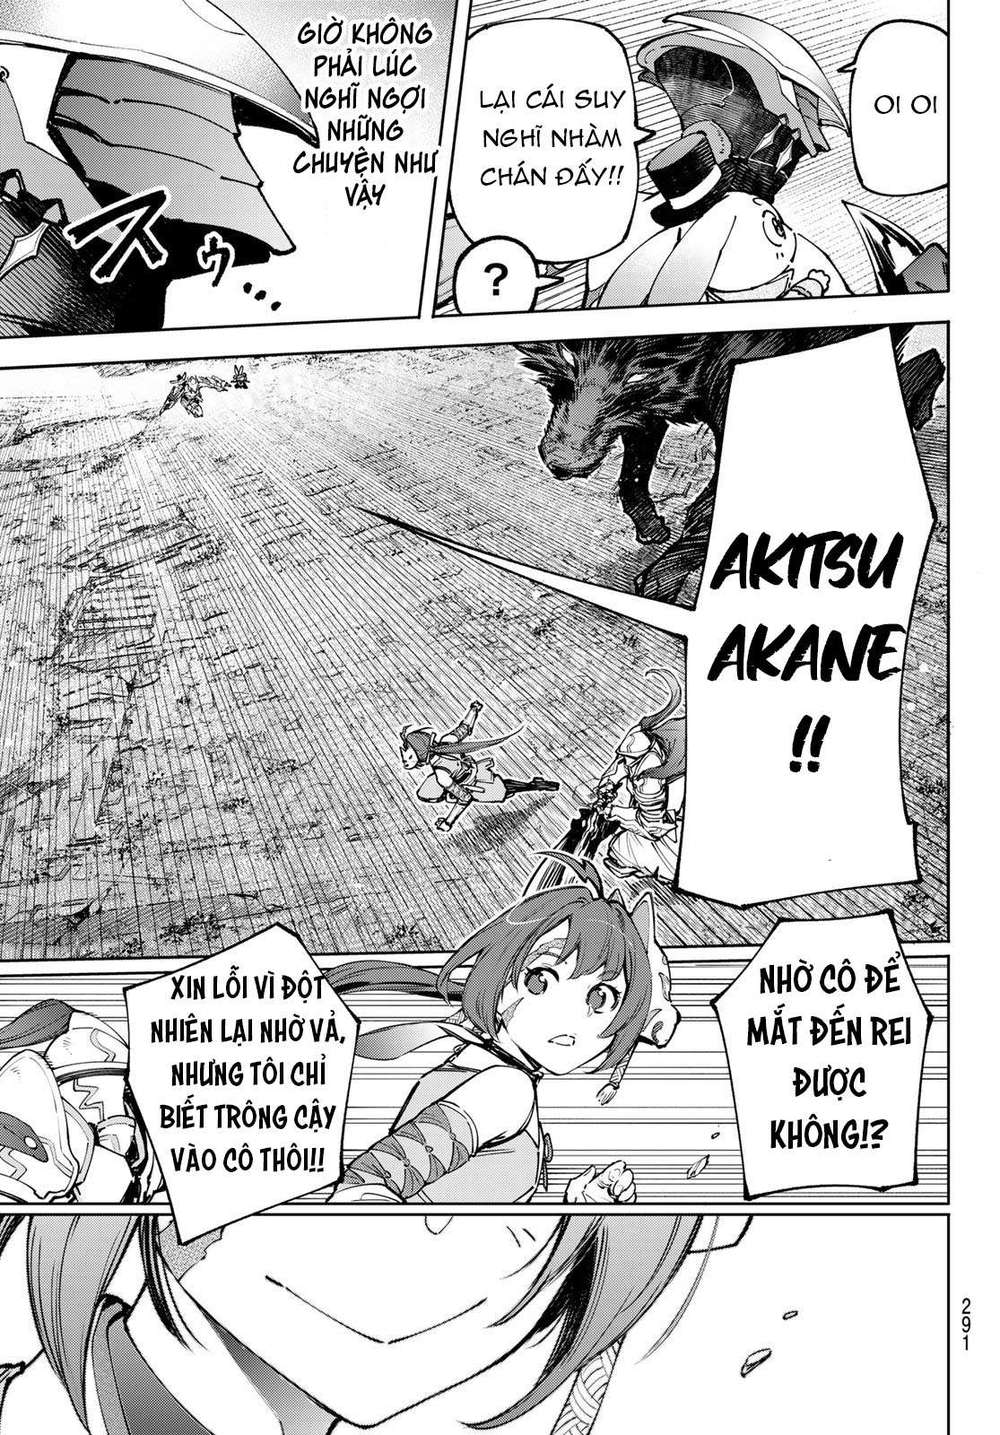 OI OI
LẠI CÁI SUY
NGHĨ NHÀM
CHÁN ĐẤY!!
?
GIỜ KHÔNG
PHẢI LÚC
NGHĨ NGỢI
NHỮNG
CHUYỆN NHƯ
VẬY
スゥ…
AKITSU
AKANE
!!
NHỜ CÔ ĐỂ
MẮT ĐẾN REI
ĐƯỢC
KHÔNG!?
XIN LỖI VÌ ĐỘT
NHIÊN LẠI NHỜ VẢ,
NHƯNG TÔI CHỈ
BIẾT TRÔNG CẬY
VÀO CÔ THÔI!!
291